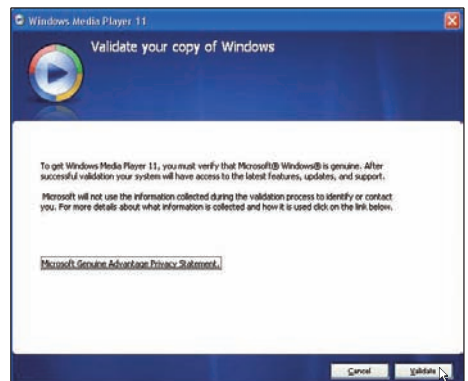 Windows Media Player 11
Validate your copy of Windows
To get Windows Media Player 11, you must verify that Microsoft® Windows® is genuine. After
successful validation your system will have access to the latest features, updates, and support.
Microsoft will not use the information collected during the validation process to identify or contact
you. For more details about what information is collected and how it is used click on the link below.
Microsoft Genuine Advantage Privacy Statement.
Cancel
Validate